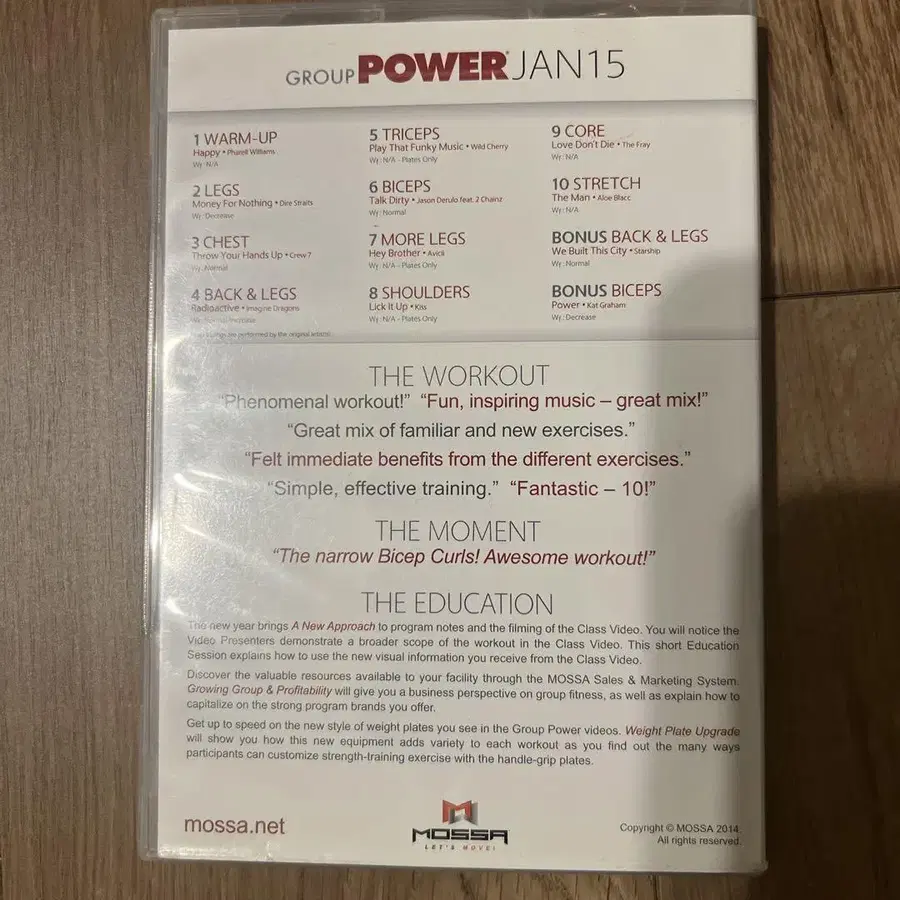 GROUP POWER JAN15
1 WARM-UP
Happy • Pharell Williams
Wy: N/A
2 LEGS
Money For Nothing • Dire Straits
Wy: Decrease
3 CHEST
Throw Your Hands Up • Crew 7
Wy: Normal
4 BACK & LEGS
Radioactive • Imagine Dragons
5 TRICEPS
Play That Funky Music • Wild Cherry
Wy: N/A - Plates Only
6 BICEPS
Talk Dirty • Jason Derulo feat. 2 Chainz
Wy: Normal
7 MORE LEGS
Hey Brother • Avicii
Wy: N/A - Plates Only
8 SHOULDERS
Lick It Up • Kiss
Wy: N/A - Plates Only
9 CORE
Love Don't Die • The Fray
Wy: N/A
10 STRETCH
The Man • Aloe Blacc
Wy: N/A
BONUS BACK & LEGS
We Built This City • Starship
Wy: Normal
BONUS BICEPS
Power • Kat Graham
Wy: Decrease
are performed by the original artists
THE WORKOUT
"Phenomenal workout!" "Fun, inspiring music – great mix!"
"Great mix of familiar and new exercises."
"Felt immediate benefits from the different exercises."
"Simple, effective training." "Fantastic – 10!"
THE MOMENT
"The narrow Bicep Curls! Awesome workout!"
THE EDUCATION
The new year brings A New Approach to program notes and the filming of the Class Video. You will notice the
Video Presenters demonstrate a broader scope of the workout in the Class Video. This short Education
Session explains how to use the new visual information you receive from the Class Video.
Discover the valuable resources available to your facility through the MOSSA Sales & Marketing System.
Growing Group & Profitability will give you a business perspective on group fitness, as well as explain how to
capitalize on the strong program brands you offer.
Get up to speed on the new style of weight plates you see in the Group Power videos. Weight Plate Upgrade
will show you how this new equipment adds variety to each workout as you find out the many ways
participants can customize strength-training exercise with the handle-grip plates.
mossa.net
MOSSA
LET'S MOVE!
Copyright © MOSSA 2014
All rights reserved.